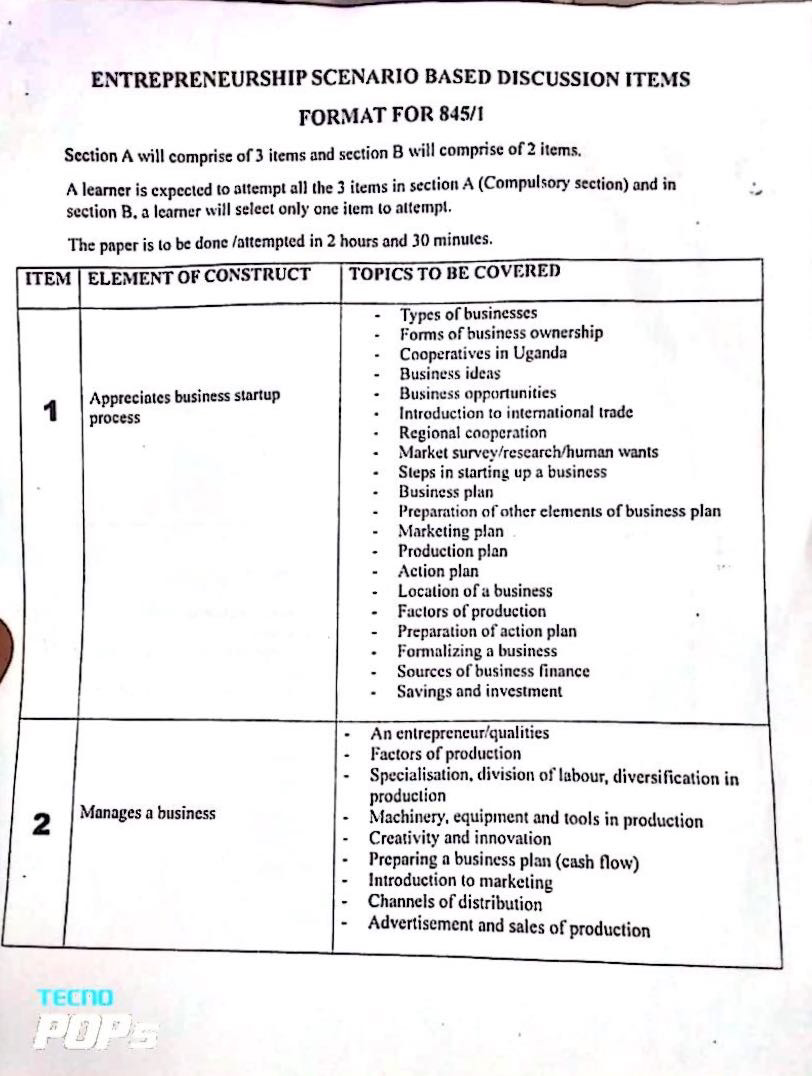 ENTREPRENEURSHIP SCENARIO BASED DISCUSSION ITEMS
FORMAT FOR 845/1
Section A will comprise of 3 items and section B will comprise of 2 items.
A learner is expected to attempt all the 3 items in section A (Compulsory section) and in
section B, a learner will select only one item to attempt.
The paper is to be done /attempted in 2 hours and 30 minutes.
ITEM ELEMENT OF CONSTRUCT TOPICS TO BE COVERED
1
Appreciates business startup
process
- Types of businesses
- Forms of business ownership
- Cooperatives in Uganda
- Business ideas
- Business opportunities
- Introduction to international trade
- Regional cooperation
- Market survey/research/human wants
- Steps in starting up a business
- Business plan
- Preparation of other elements of business plan
- Marketing plan
- Production plan
- Action plan
- Location of a business
- Factors of production
- Preparation of action plan
- Formalizing a business
- Sources of business finance
- Savings and investment
2
Manages a business
- An entrepreneur/qualities
- Factors of production
- Specialisation, division of labour, diversification in
production
- Machinery, equipment and tools in production
- Creativity and innovation
- Preparing a business plan (cash flow)
- Introduction to marketing
- Channels of distribution
- Advertisement and sales of production
TECNO
POP5